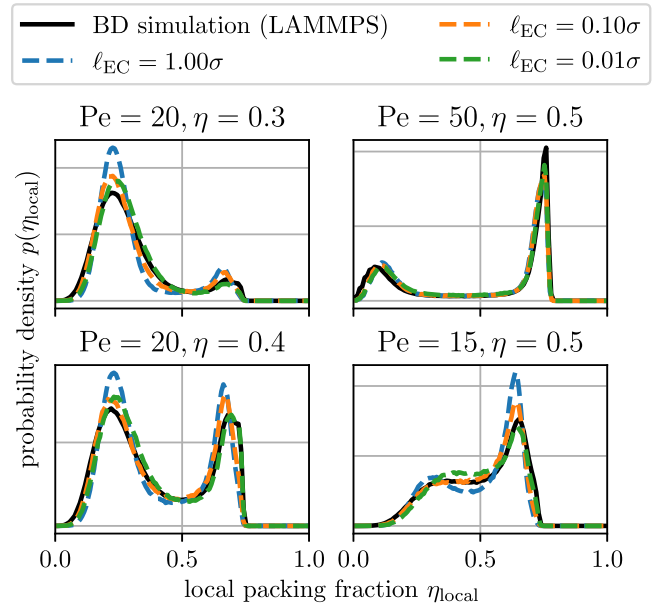 BD simulation (LAMMPS)
ℓ_EC = 1.00σ
ℓ_EC = 0.10σ
ℓ_EC = 0.01σ
Pe = 20, η = 0.3
Pe = 50, η = 0.5
Pe = 20, η = 0.4
Pe = 15, η = 0.5
probability density p(η_local)
0.0 0.5 1.0 0.0 0.5 1.0
local packing fraction η_local